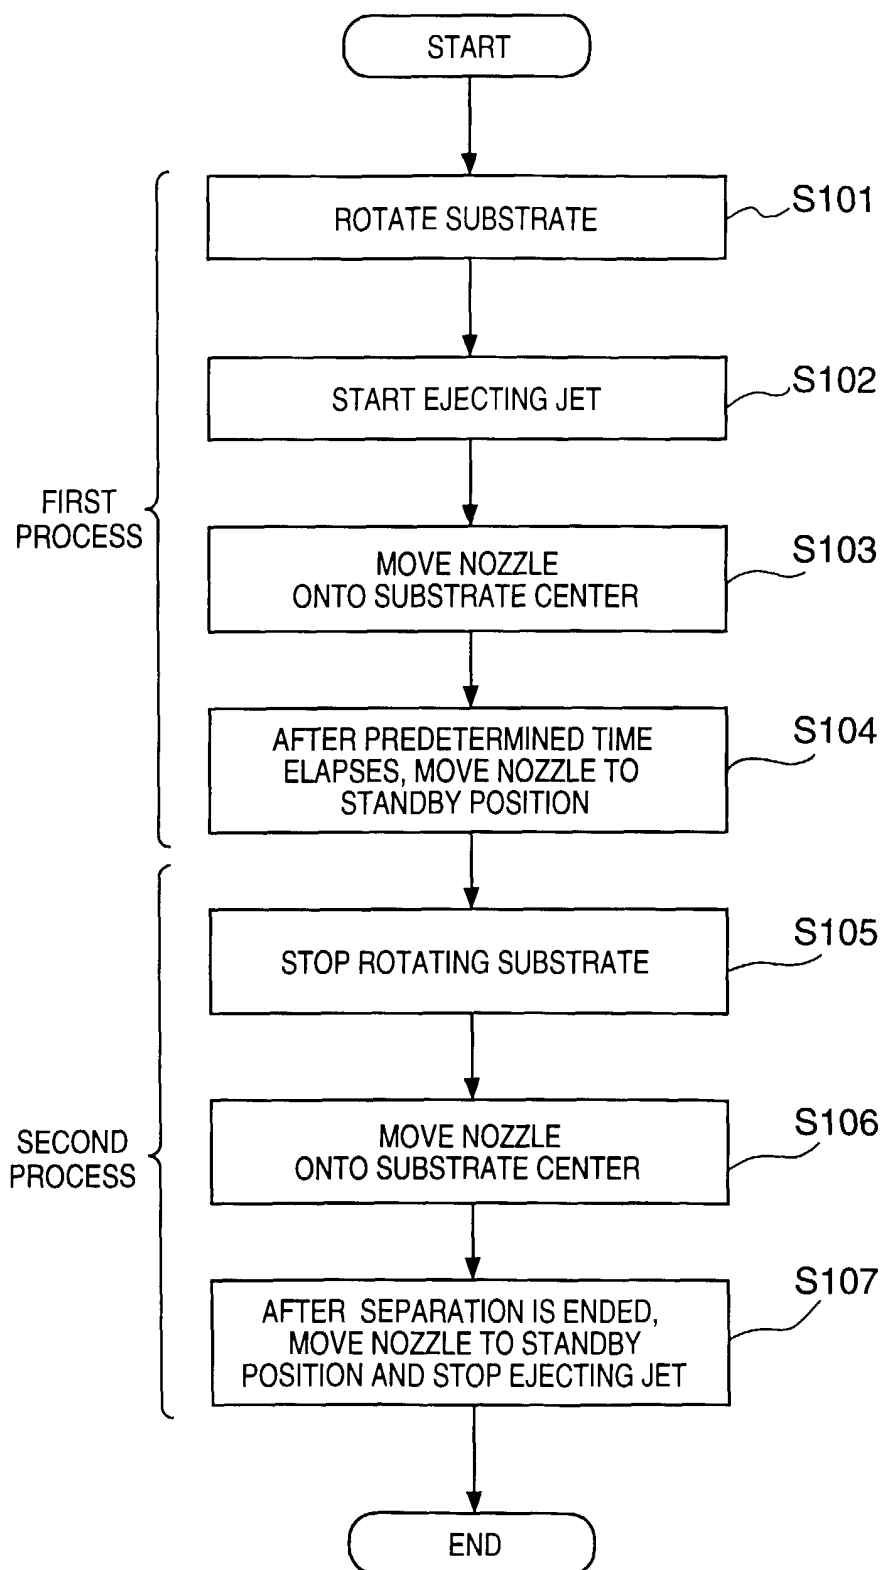 START
ROTATE SUBSTRATE
S101
START EJECTING JET
S102
FIRST
PROCESS
MOVE NOZZLE
ONTO SUBSTRATE CENTER
S103
AFTER PREDETERMINED TIME
ELAPSES, MOVE NOZZLE TO
STANDBY POSITION
S104
STOP ROTATING SUBSTRATE
S105
SECOND
PROCESS
MOVE NOZZLE
ONTO SUBSTRATE CENTER
S106
AFTER SEPARATION IS ENDED,
MOVE NOZZLE TO STANDBY
POSITION AND STOP EJECTING JET
S107
END